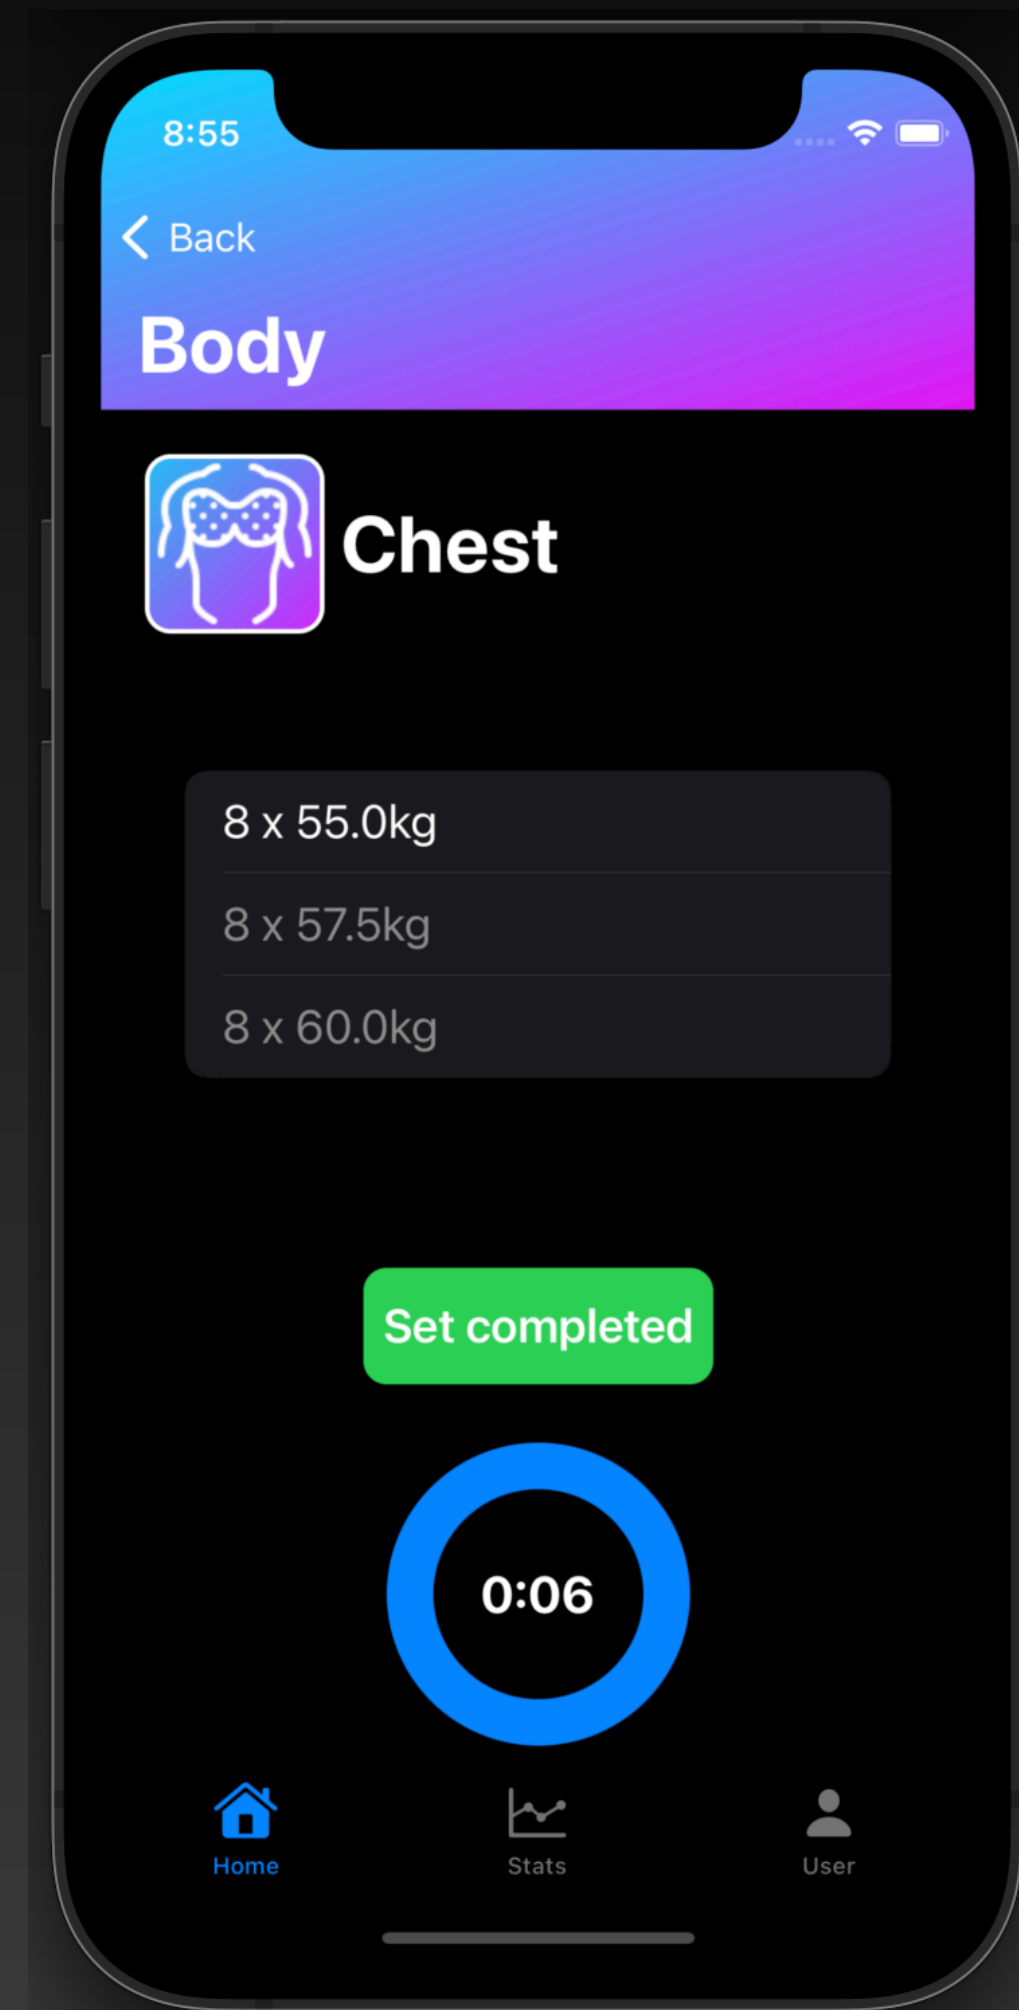 8:55
Back
Body
Chest
8 x 55.0kg
8 x 57.5kg
8 x 60.0kg
Set completed
0:06
Home
Stats
User